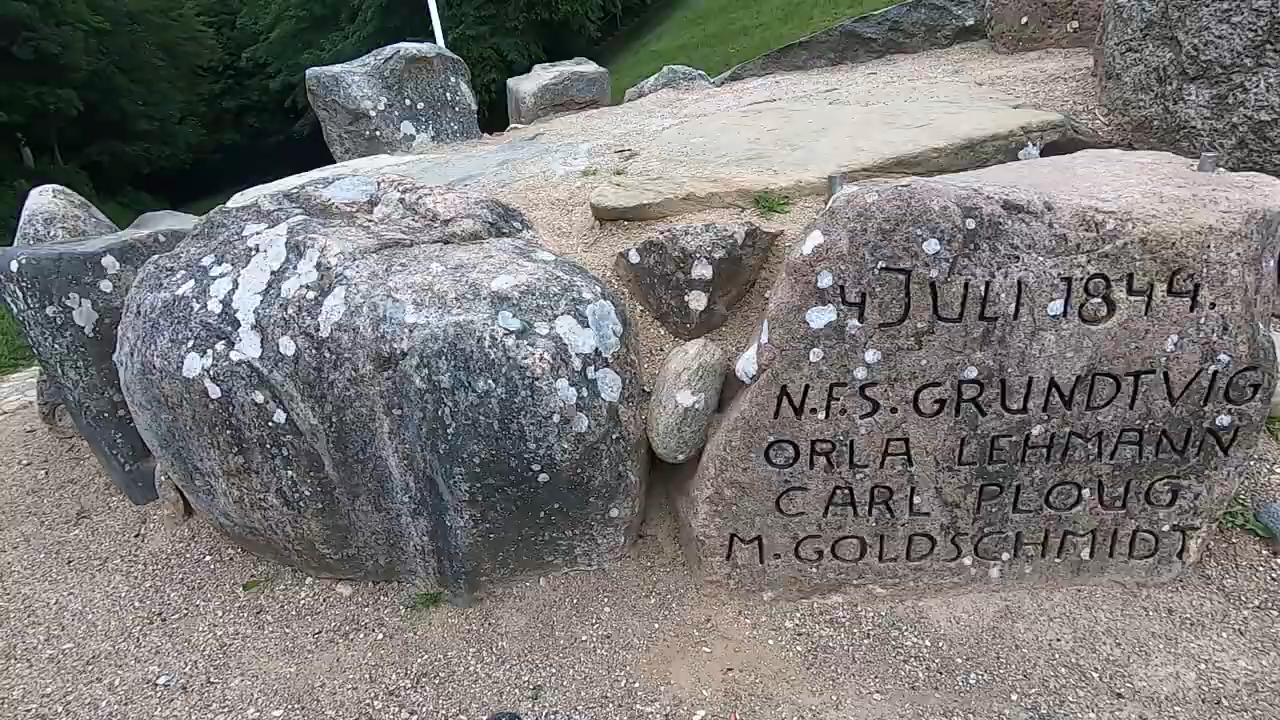 4 JULI 1844.
N.F.S. GRUNDTVIG
ORLA LEHMANN
CARL PLOUG
M. GOLDSCHMIDT